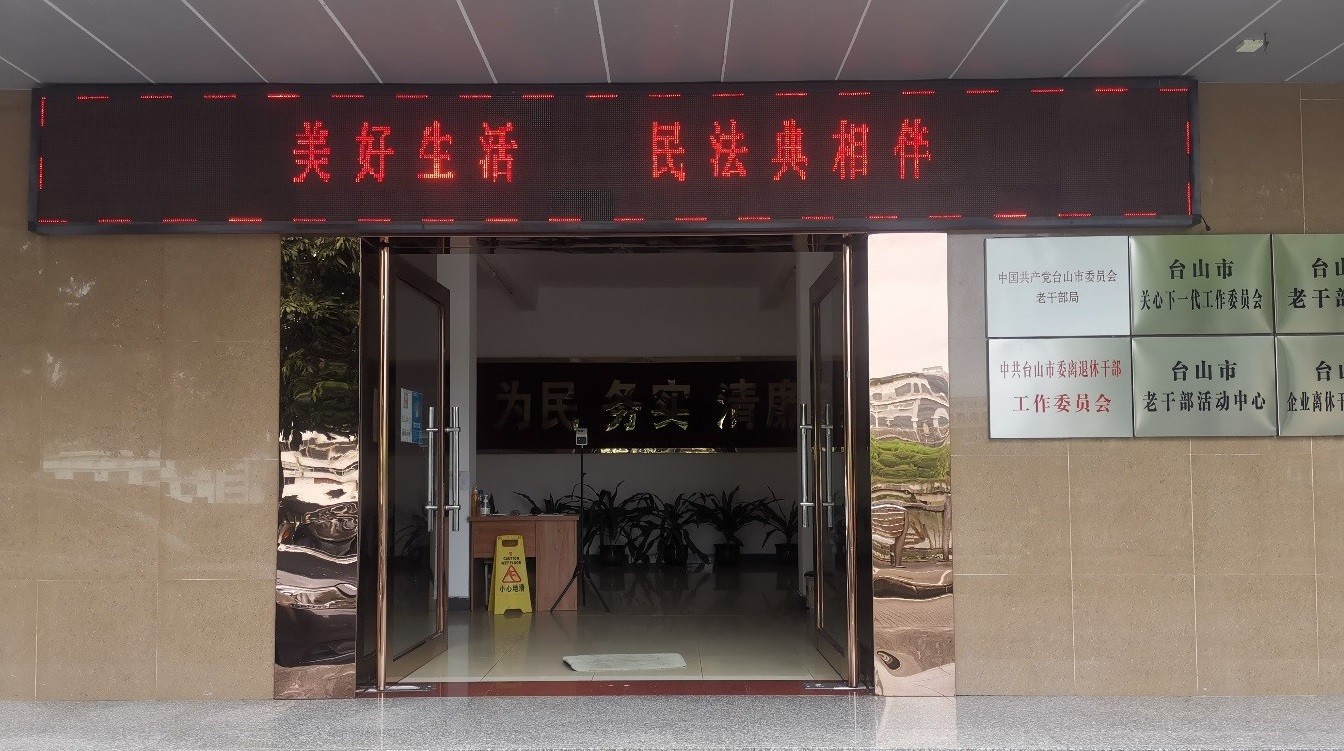 美好生活 民法典相伴
中国共产党台山市委员会
老干部局
台山市
关心下一代工作委员会
台山
老干部
中共台山市委离退休干部
工作委员会
台山市
老干部活动中心
台山
企业离休干
为民 务实 清廉
CAUTION
WET FLOOR
小心地滑